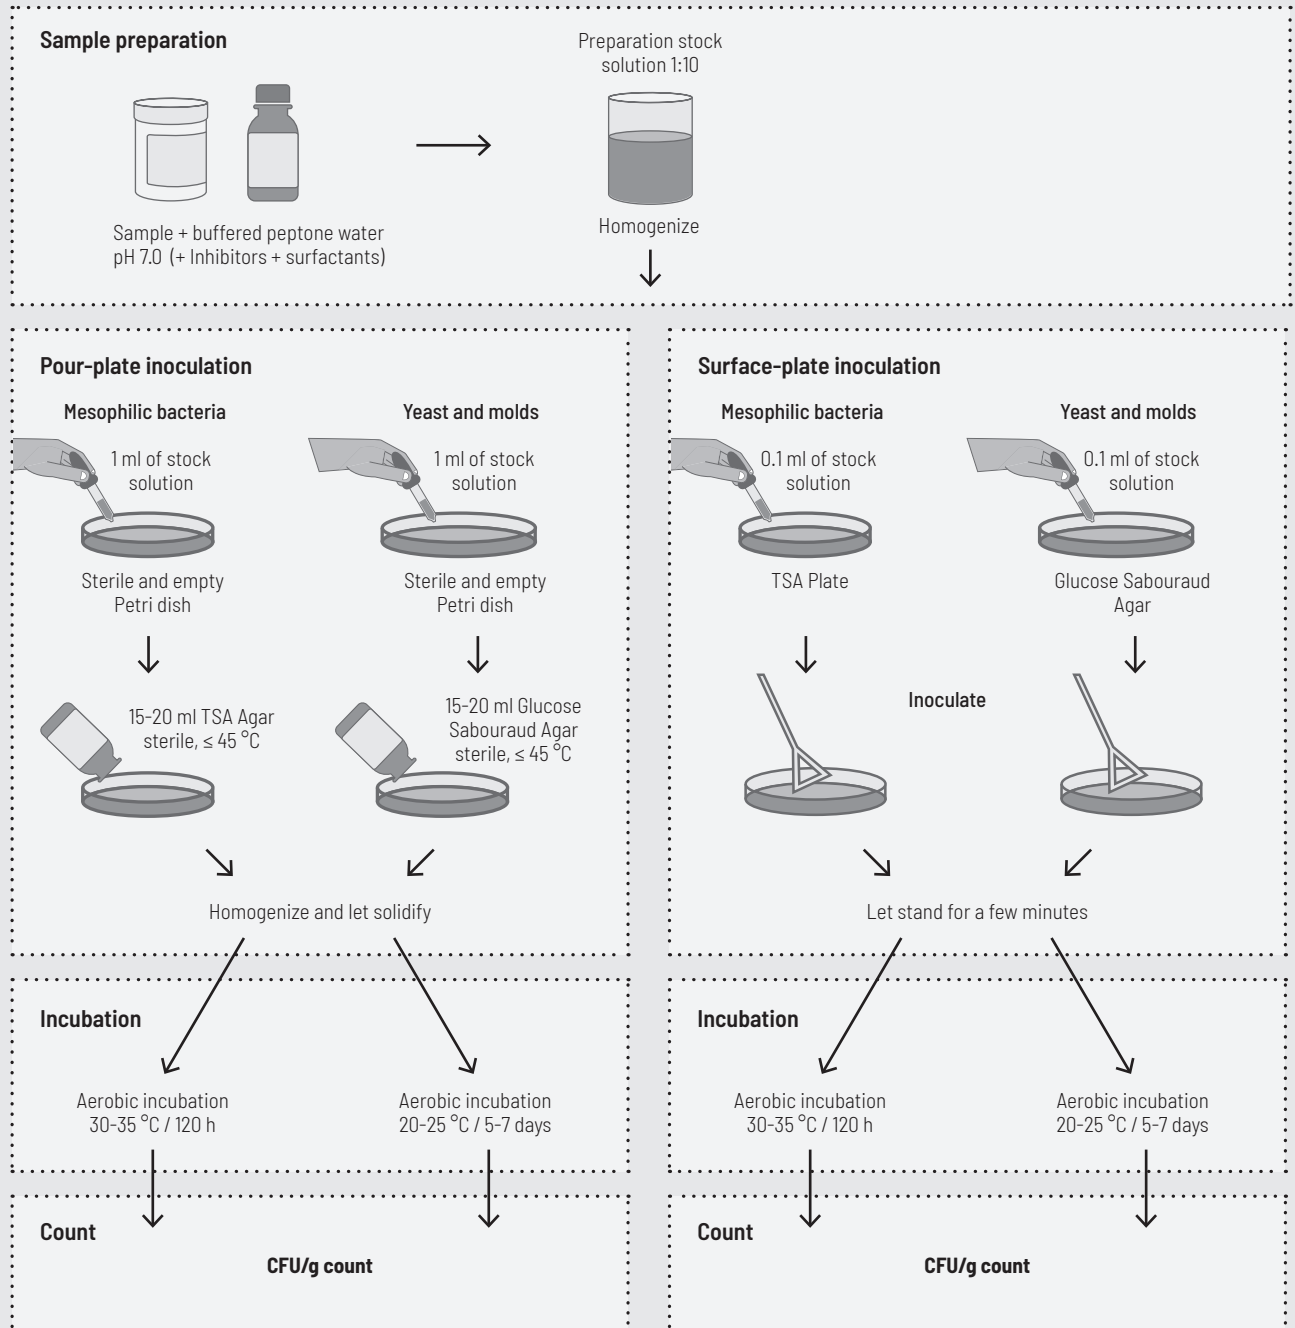 Sample preparation
Preparation stock
solution 1:10
Sample + buffered peptone water
pH 7.0 (+ Inhibitors + surfactants)
Homogenize
Pour-plate inoculation
Mesophilic bacteria
1 ml of stock
solution
Sterile and empty
Petri dish
15-20 ml TSA Agar
sterile, ≤ 45 °C
Yeast and molds
1 ml of stock
solution
Sterile and empty
Petri dish
15-20 ml Glucose
Sabouraud Agar
sterile, ≤ 45 °C
Homogenize and let solidify
Surface-plate inoculation
Mesophilic bacteria
0.1 ml of stock
solution
TSA Plate
Yeast and molds
0.1 ml of stock
solution
Glucose Sabouraud
Agar
Inoculate
Let stand for a few minutes
Incubation
Aerobic incubation
30-35 °C / 120 h
Aerobic incubation
20-25 °C / 5-7 days
Incubation
Aerobic incubation
30-35 °C / 120 h
Aerobic incubation
20-25 °C / 5-7 days
Count
CFU/g count
Count
CFU/g count